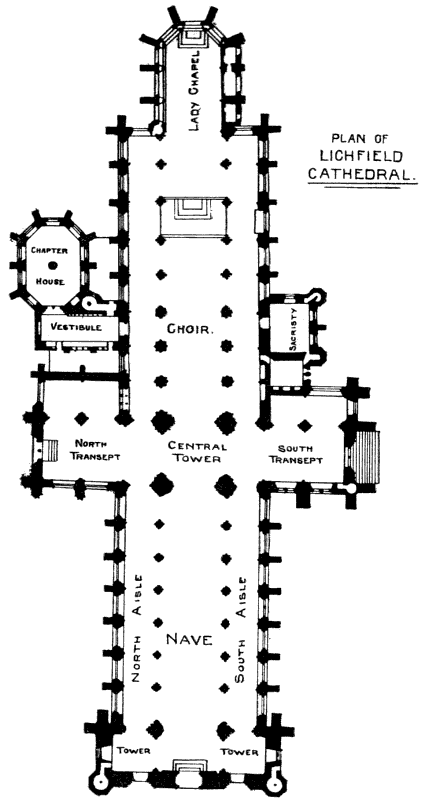 LADY CHAPEL
PLAN OF
LICHFIELD
CATHEDRAL.
CHAPTER
HOUSE
VESTIBULE
CHOIR.
SACRISTY
NORTH
TRANSEPT
CENTRAL
TOWER
SOUTH
TRANSEPT
NORTH AISLE
NAVE
SOUTH AISLE
TOWER
TOWER